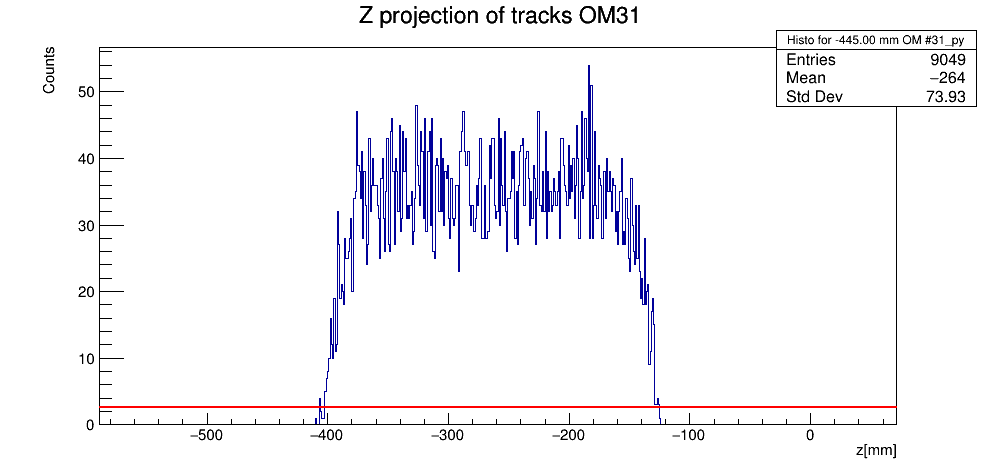 Z projection of tracks OM31
Histo for -445.00 mm OM #31_py
Entries 9049
Mean −264
Std Dev 73.93
Counts
50
40
30
20
10
0
−500 −400 −300 −200 −100 0
z[mm]